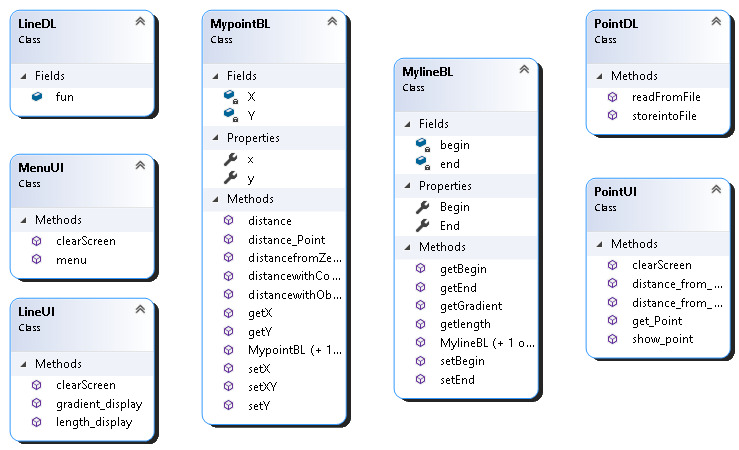 LineDL
Class
Fields
fun
MenuUI
Class
Methods
clearScreen
menu
LineUI
Class
Methods
clearScreen
gradient_display
length_display
MypointBL
Class
Fields
X
Y
Properties
x
y
Methods
distance
distance_Point
distancefromZe...
distancewithCo...
distancewithOb...
getX
getY
MypointBL (+ 1...
setX
setXY
setY
MylineBL
Class
Fields
begin
end
Properties
Begin
End
Methods
getBegin
getEnd
getGradient
getlength
MylineBL (+ 1 o...
setBegin
setEnd
PointDL
Class
Methods
readFromFile
storeintoFile
PointUI
Class
Methods
clearScreen
distance_from_...
distance_from_...
get_Point
show_point